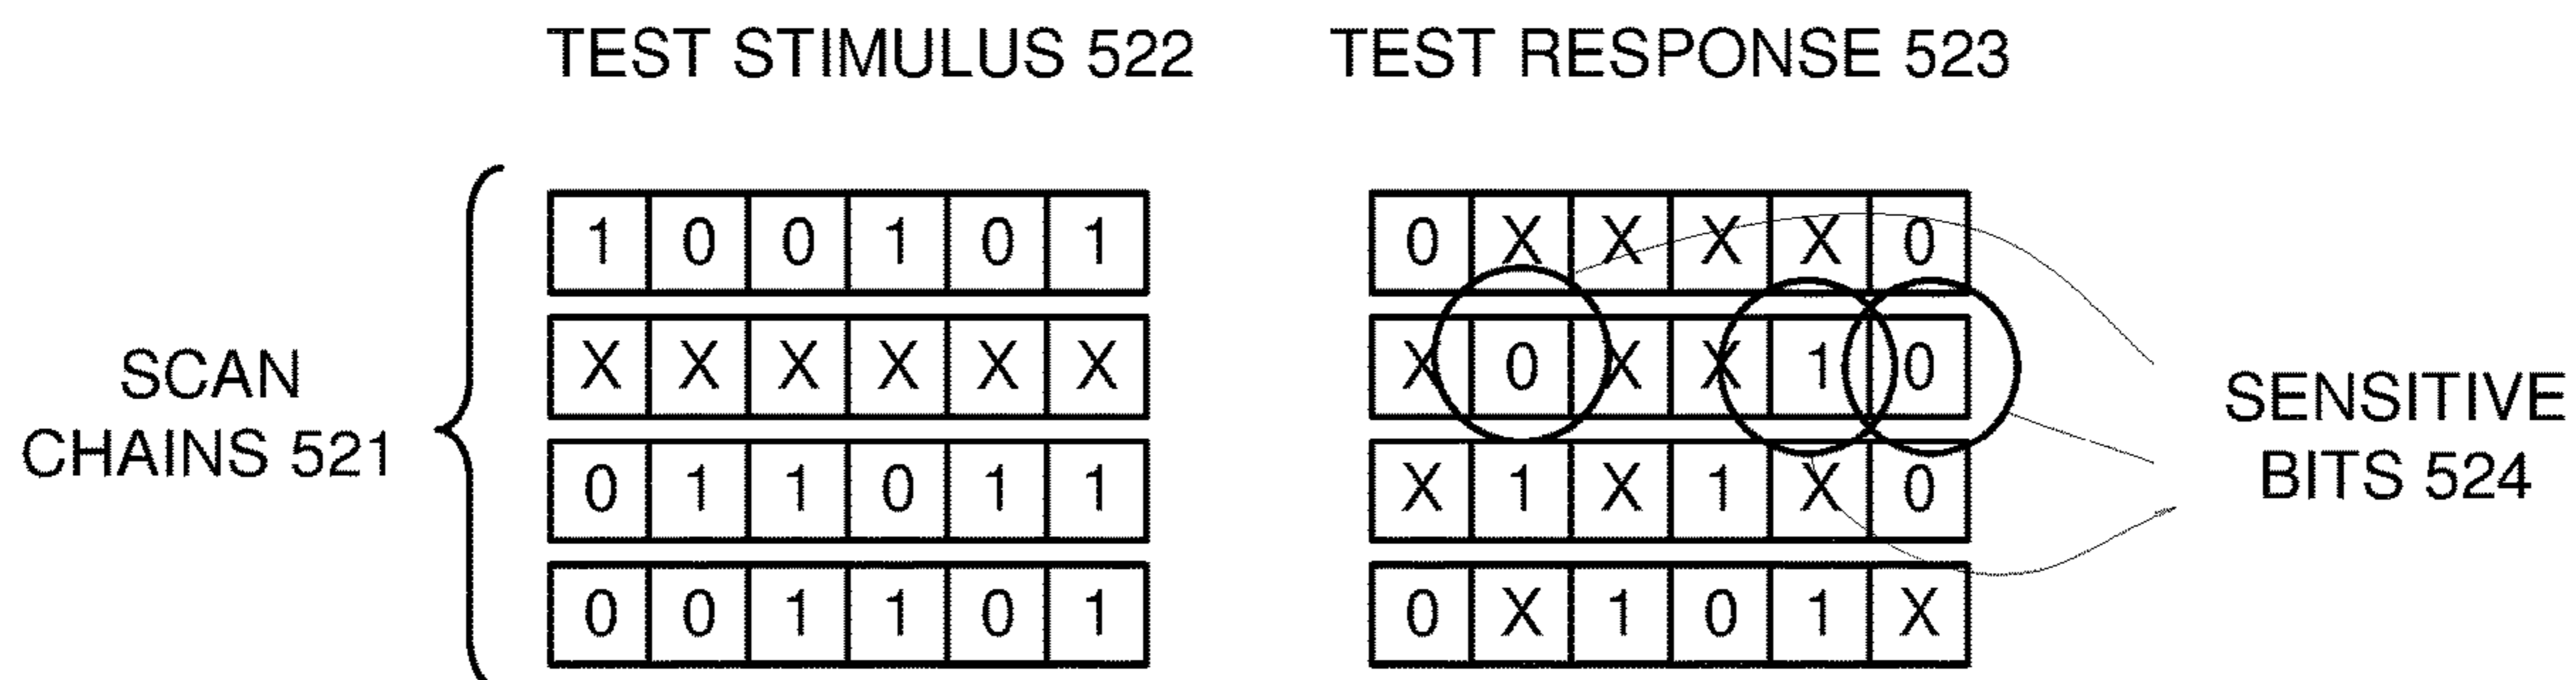 TEST STIMULUS 522 TEST RESPONSE 523
1 0 0 1 0 1 0 X X X X 0
X X X X X X X 0 X X 1 0
SCAN CHAINS 521
SENSITIVE BITS 524
0 1 1 0 1 1 X 1 X 1 X 0
0 0 1 1 0 1 0 X 1 0 1 X